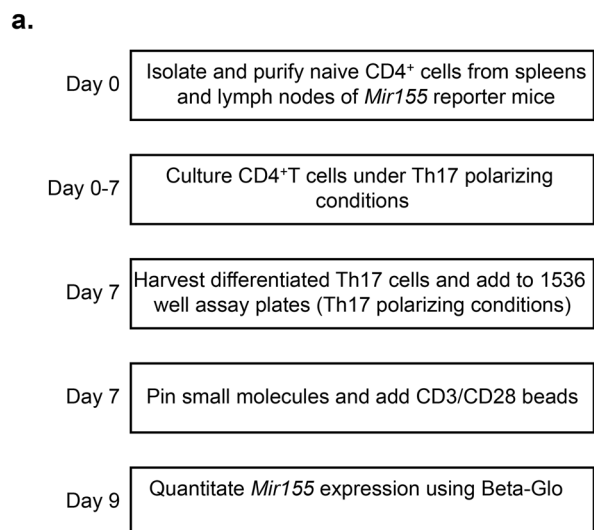 a.
Day 0
Isolate and purify naive CD4⁺ cells from spleens
and lymph nodes of Mir155 reporter mice
Day 0-7
Culture CD4⁺T cells under Th17 polarizing
conditions
Day 7
Harvest differentiated Th17 cells and add to 1536
well assay plates (Th17 polarizing conditions)
Day 7
Pin small molecules and add CD3/CD28 beads
Day 9
Quantitate Mir155 expression using Beta-Glo